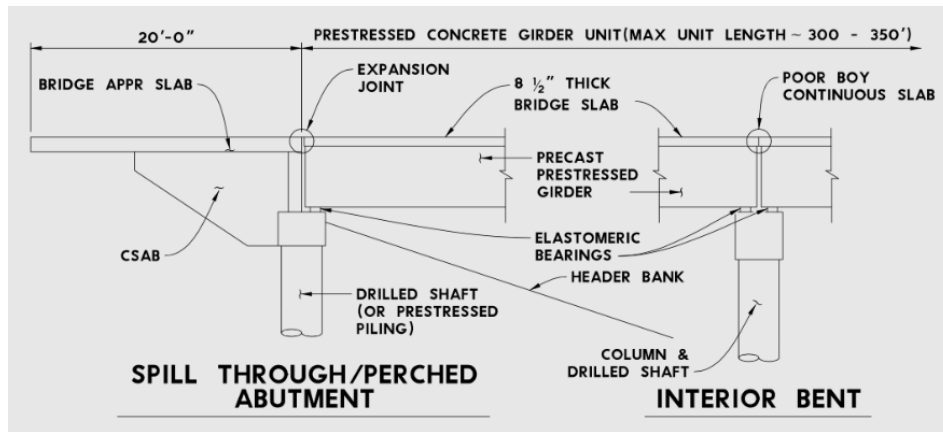 20'-0"
PRESTRESSED CONCRETE GIRDER UNIT(MAX UNIT LENGTH ~ 300 - 350')
BRIDGE APPR SLAB
EXPANSION
JOINT
8 ½" THICK
BRIDGE SLAB
POOR BOY
CONTINUOUS SLAB
PRECAST
PRESTRESSED
GIRDER
CSAB
ELASTOMERIC
BEARINGS
HEADER BANK
DRILLED SHAFT
(OR PRESTRESSED
PILING)
COLUMN &
DRILLED SHAFT
SPILL THROUGH/PERCHED
ABUTMENT
INTERIOR BENT